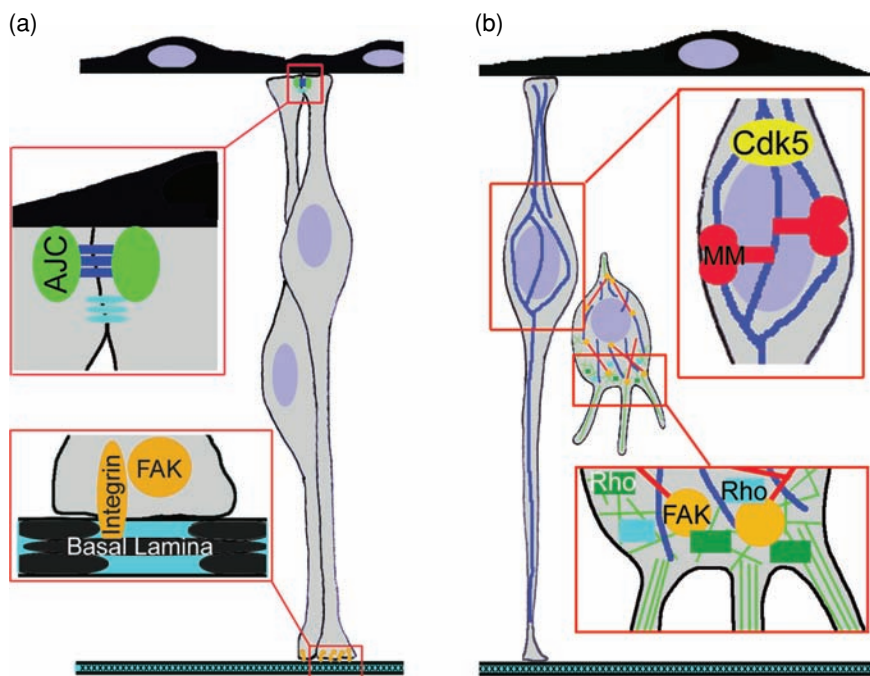 (a)
AJC
Integrin
FAK
Basal Lamina
(b)
Cdk5
MM
Rho
Rho
FAK